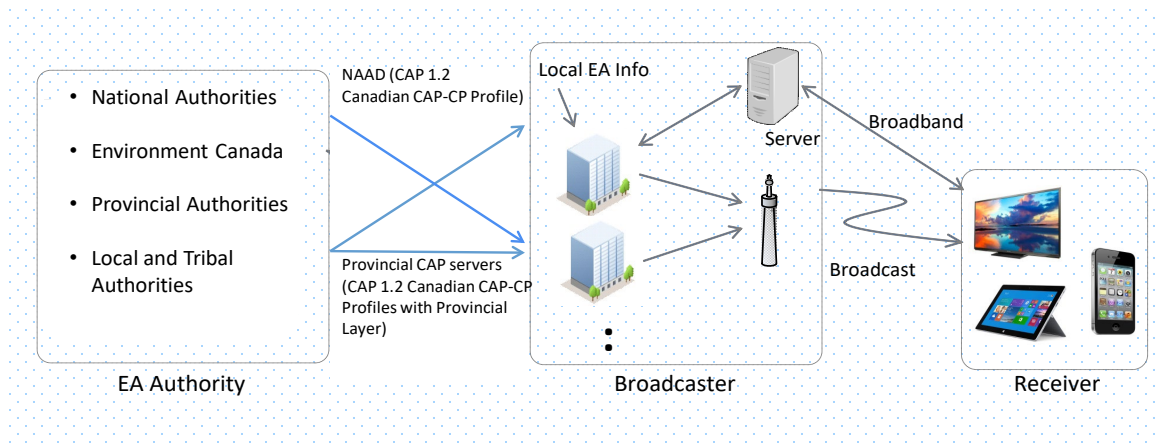 • National Authorities
• Environment Canada
• Provincial Authorities
• Local and Tribal
Authorities
EA Authority
NAAD (CAP 1.2
Canadian CAP-CP Profile)
Provincial CAP servers
(CAP 1.2 Canadian CAP-CP
Profiles with Provincial
Layer)
Local EA Info
Server
:
Broadcaster
Broadband
Broadcast
Receiver